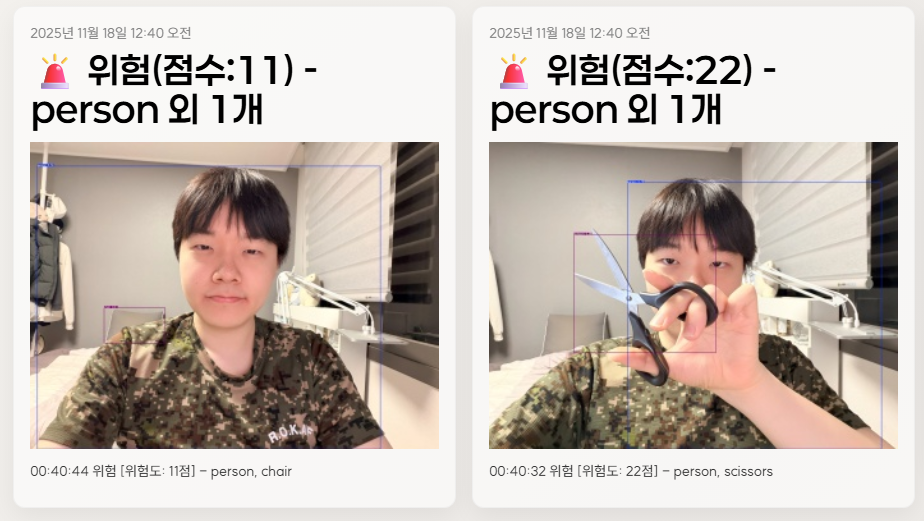 2025년 11월 18일 12:40 오전
🚨 위험(점수:11) -
person 외 1개
R.O.K.
00:40:44 위험 [위험도: 11점] – person, chair
2025년 11월 18일 12:40 오전
🚨 위험(점수:22) -
person 외 1개
00:40:32 위험 [위험도: 22점] – person, scissors